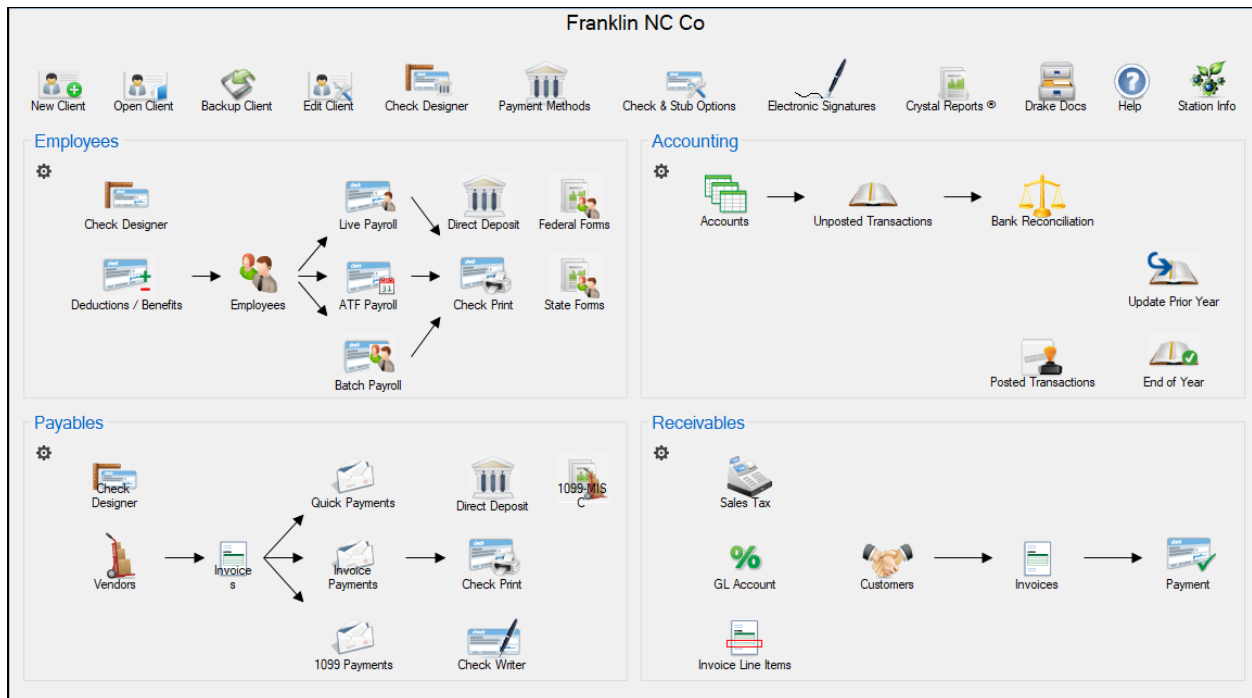 Franklin NC Co
New Client
Open Client
Backup Client
Edit Client
Check Designer
Payment Methods
Check & Stub Options
Electronic Signatures
Crystal Reports ®
Drake Docs
Help
Station Info
Employees
Check Designer
Live Payroll
Direct Deposit
Federal Forms
Deductions / Benefits
Employees
ATF Payroll
Check Print
State Forms
Batch Payroll
Accounting
Accounts
Unposted Transactions
Bank Reconciliation
Update Prior Year
Posted Transactions
End of Year
Payables
Check
Designer
Quick Payments
Direct Deposit
1099-MIS
C
Vendors
Invoice
s
Invoice
Payments
Check Print
1099 Payments
Check Writer
Receivables
Sales Tax
GL Account
Customers
Invoices
Payment
Invoice Line Items